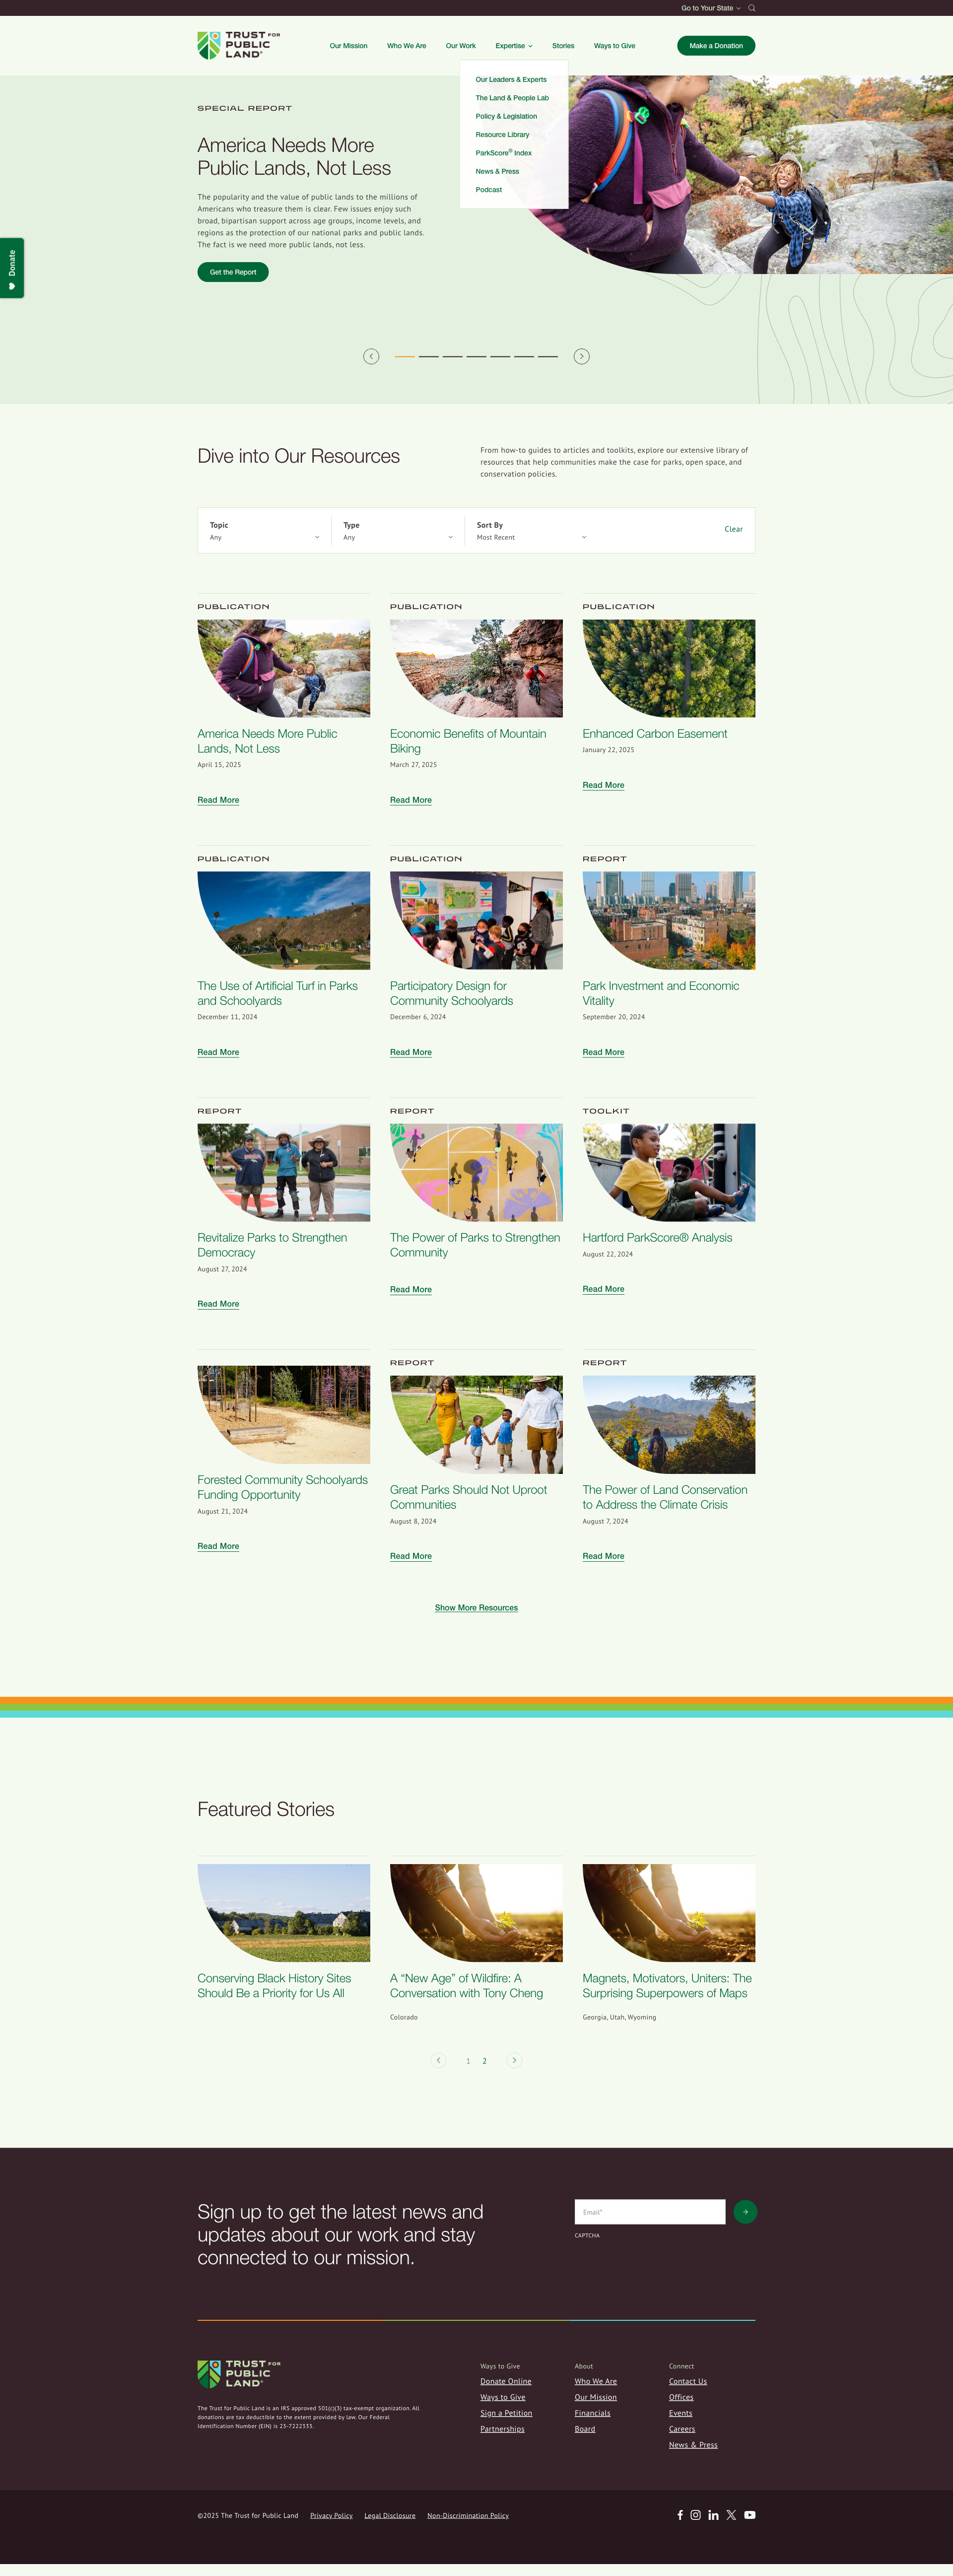 Go to Your State
TRUST FOR
PUBLIC
LAND®
Our Mission
Who We Are
Our Work
Expertise
Stories
Ways to Give
Make a Donation
Our Leaders & Experts
The Land & People Lab
Policy & Legislation
Resource Library
ParkScore® Index
News & Press
Podcast
SPECIAL REPORT
America Needs More
Public Lands, Not Less
The popularity and the value of public lands to the millions of
Americans who treasure them is clear. Few issues enjoy such
broad, bipartisan support across age groups, income levels, and
regions as the protection of our national parks and public lands.
The fact is we need more public lands, not less.
Get the Report
Donate
Dive into Our Resources
From how-to guides to articles and toolkits, explore our extensive library of
resources that help communities make the case for parks, open space, and
conservation policies.
Topic
Any
Type
Any
Sort By
Most Recent
Clear
PUBLICATION
America Needs More Public
Lands, Not Less
April 15, 2025
Read More
PUBLICATION
Economic Benefits of Mountain
Biking
March 27, 2025
Read More
PUBLICATION
Enhanced Carbon Easement
January 22, 2025
Read More
PUBLICATION
The Use of Artificial Turf in Parks
and Schoolyards
December 11, 2024
Read More
PUBLICATION
Participatory Design for
Community Schoolyards
December 6, 2024
Read More
REPORT
Park Investment and Economic
Vitality
September 20, 2024
Read More
REPORT
Revitalize Parks to Strengthen
Democracy
August 27, 2024
Read More
REPORT
The Power of Parks to Strengthen
Community
Read More
TOOLKIT
Hartford ParkScore® Analysis
August 22, 2024
Read More
Forested Community Schoolyards
Funding Opportunity
August 21, 2024
Read More
REPORT
Great Parks Should Not Uproot
Communities
August 8, 2024
Read More
REPORT
The Power of Land Conservation
to Address the Climate Crisis
August 7, 2024
Read More
Show More Resources
Featured Stories
Conserving Black History Sites
Should Be a Priority for Us All
A “New Age” of Wildfire: A
Conversation with Tony Cheng
Colorado
Magnets, Motivators, Uniters: The
Surprising Superpowers of Maps
Georgia, Utah, Wyoming
1 2
Sign up to get the latest news and
updates about our work and stay
connected to our mission.
Email*
CAPTCHA
TRUST FOR
PUBLIC
LAND®
The Trust for Public Land is an IRS approved 501(c)(3) tax-exempt organization. All
donations are tax deductible to the extent provided by law. Our Federal
Identification Number (EIN) is 23-7222333.
Ways to Give
Donate Online
Ways to Give
Sign a Petition
Partnerships
About
Who We Are
Our Mission
Financials
Board
Connect
Contact Us
Offices
Events
Careers
News & Press
©2025 The Trust for Public Land
Privacy Policy
Legal Disclosure
Non-Discrimination Policy